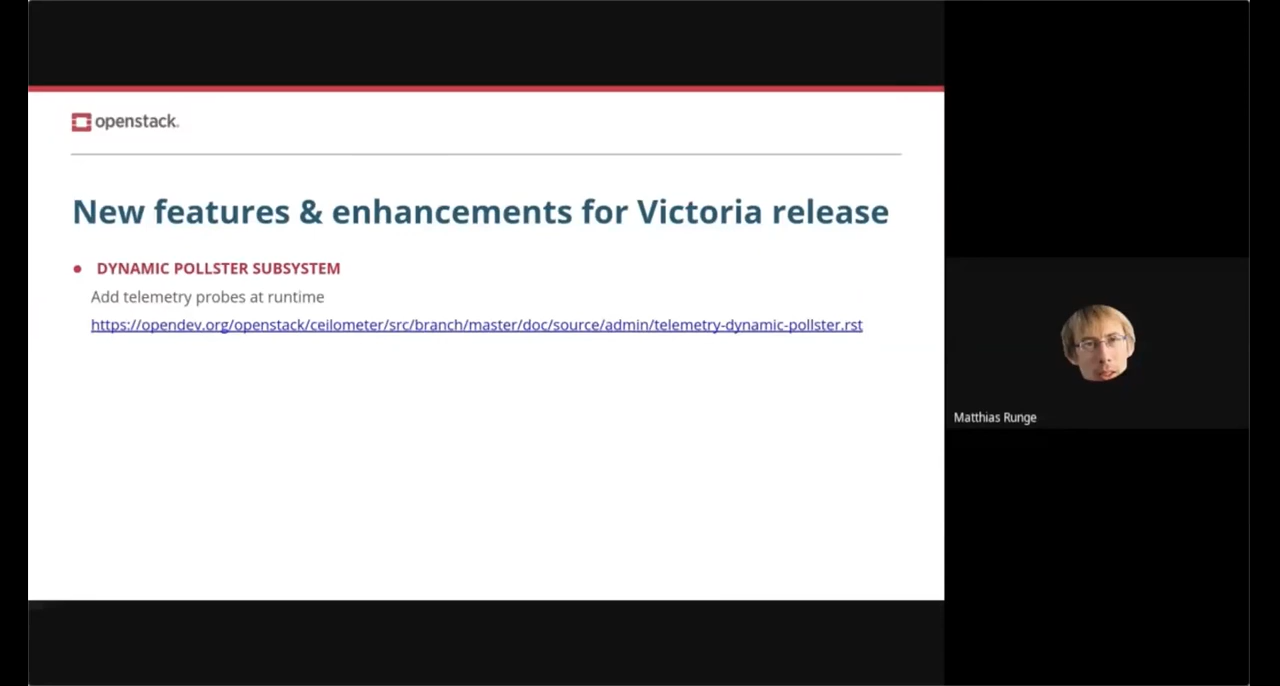 openstack.
New features & enhancements for Victoria release
DYNAMIC POLLSTER SUBSYSTEM
Add telemetry probes at runtime
https://opendev.org/openstack/ceilometer/src/branch/master/doc/source/admin/telemetry-dynamic-pollster.rst
Matthias Runge